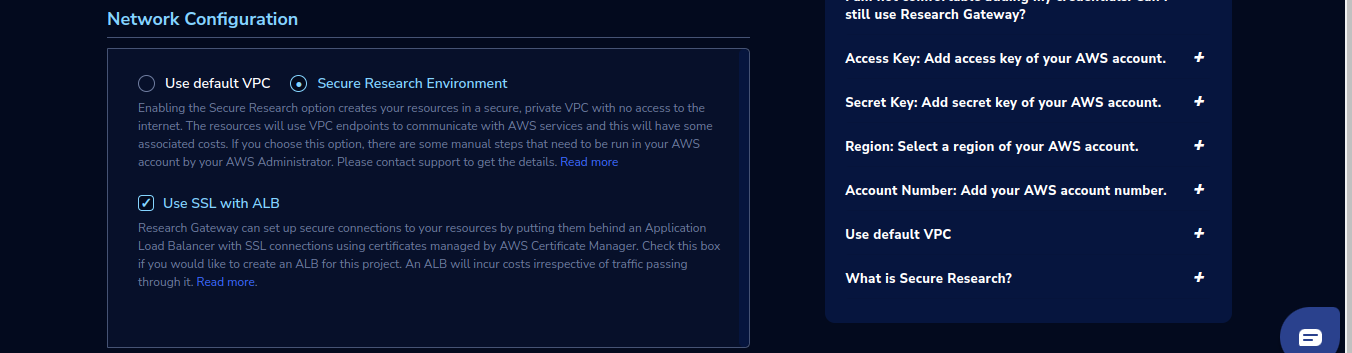 Network Configuration
Use default VPC
Secure Research Environment
Enabling the Secure Research option creates your resources in a secure, private VPC with no access to the
internet. The resources will use VPC endpoints to communicate with AWS services and this will have some
associated costs. If you choose this option, there are some manual steps that need to be run in your AWS
account by your AWS Administrator. Please contact support to get the details. Read more
Use SSL with ALB
Research Gateway can set up secure connections to your resources by putting them behind an Application
Load Balancer with SSL connections using certificates managed by AWS Certificate Manager. Check this box
if you would like to create an ALB for this project. An ALB will incur costs irrespective of traffic passing
through it. Read more.
still use Research Gateway?
Access Key: Add access key of your AWS account. +
Secret Key: Add secret key of your AWS account. +
Region: Select a region of your AWS account. +
Account Number: Add your AWS account number. +
Use default VPC +
What is Secure Research? +